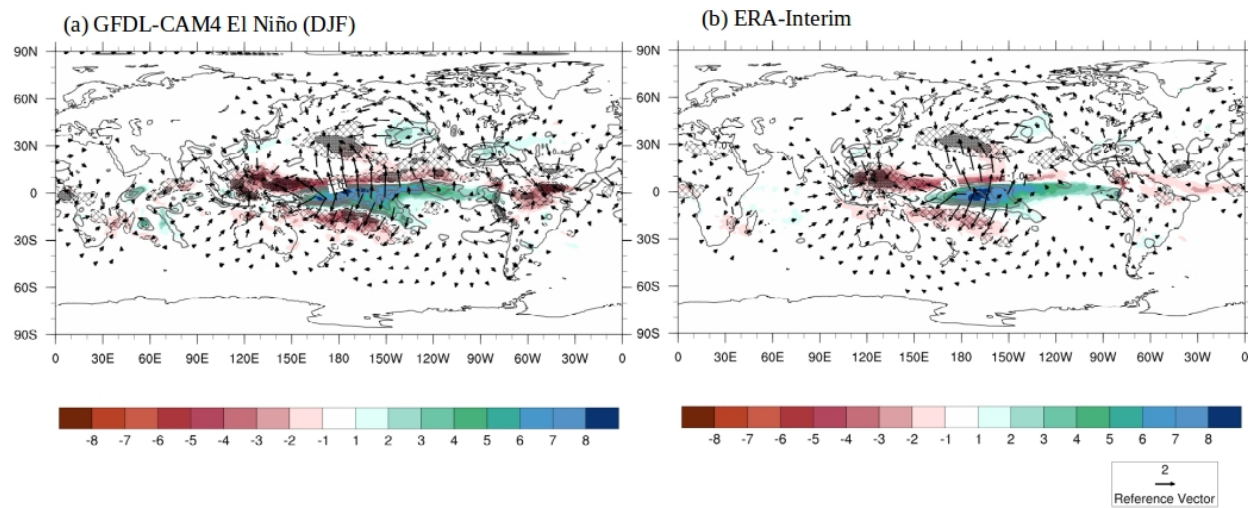 (a) GFDL-CAM4 El Niño (DJF)
(b) ERA-Interim
90N
60N
30N
0
30S
60S
90S
0 30E 60E 90E 120E 150E 180 150W 120W 90W 60W 30W 0
90N
60N
30N
0
30S
60S
90S
0 30E 60E 90E 120E 150E 180 150W 120W 90W 60W 30W 0
-8 -7 -6 -5 -4 -3 -2 -1 1 2 3 4 5 6 7 8
-8 -7 -6 -5 -4 -3 -2 -1 1 2 3 4 5 6 7 8
2
Reference Vector